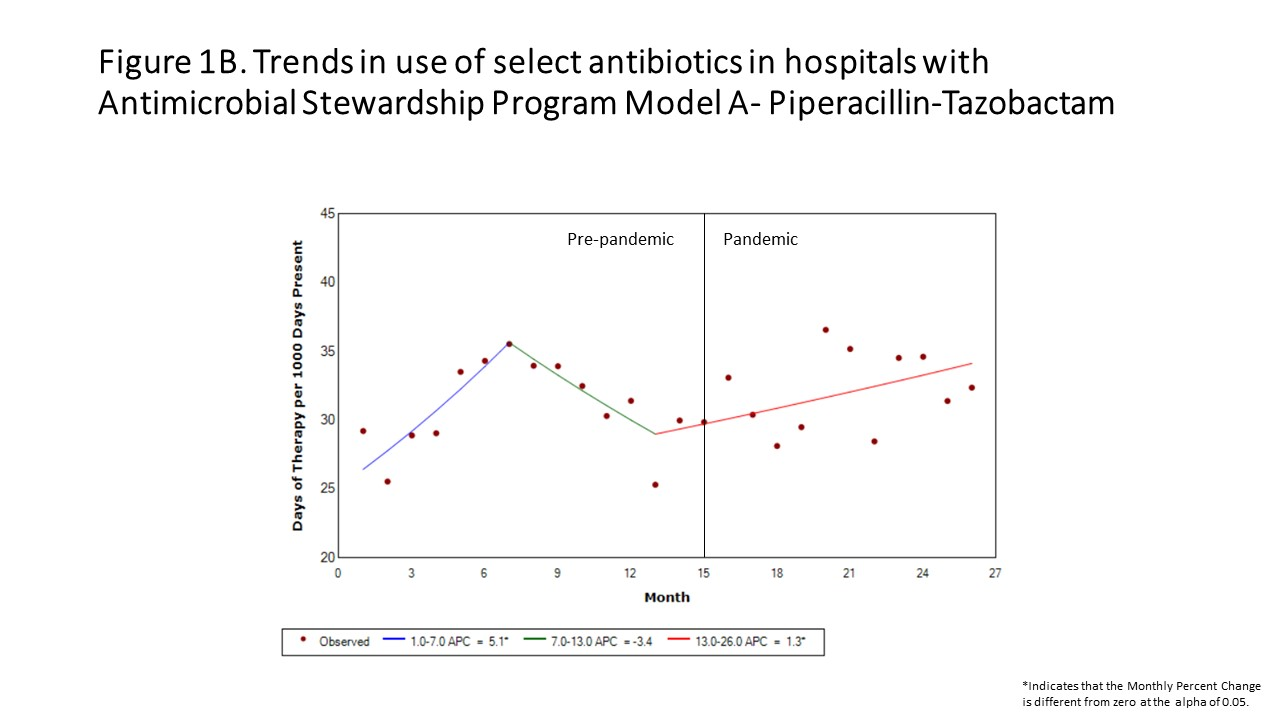 Figure 1B. Trends in use of select antibiotics in hospitals with
Antimicrobial Stewardship Program Model A- Piperacillin-Tazobactam
Pre-pandemic
Pandemic
Days of Therapy per 1000 Days Present
45
40
35
30
25
20
0 3 6 9 12 15 18 21 24 27
Month
Observed 1.0-7.0 APC = 5.1* 7.0-13.0 APC = -3.4 13.0-26.0 APC = 1.3*
*Indicates that the Monthly Percent Change
is different from zero at the alpha of 0.05.